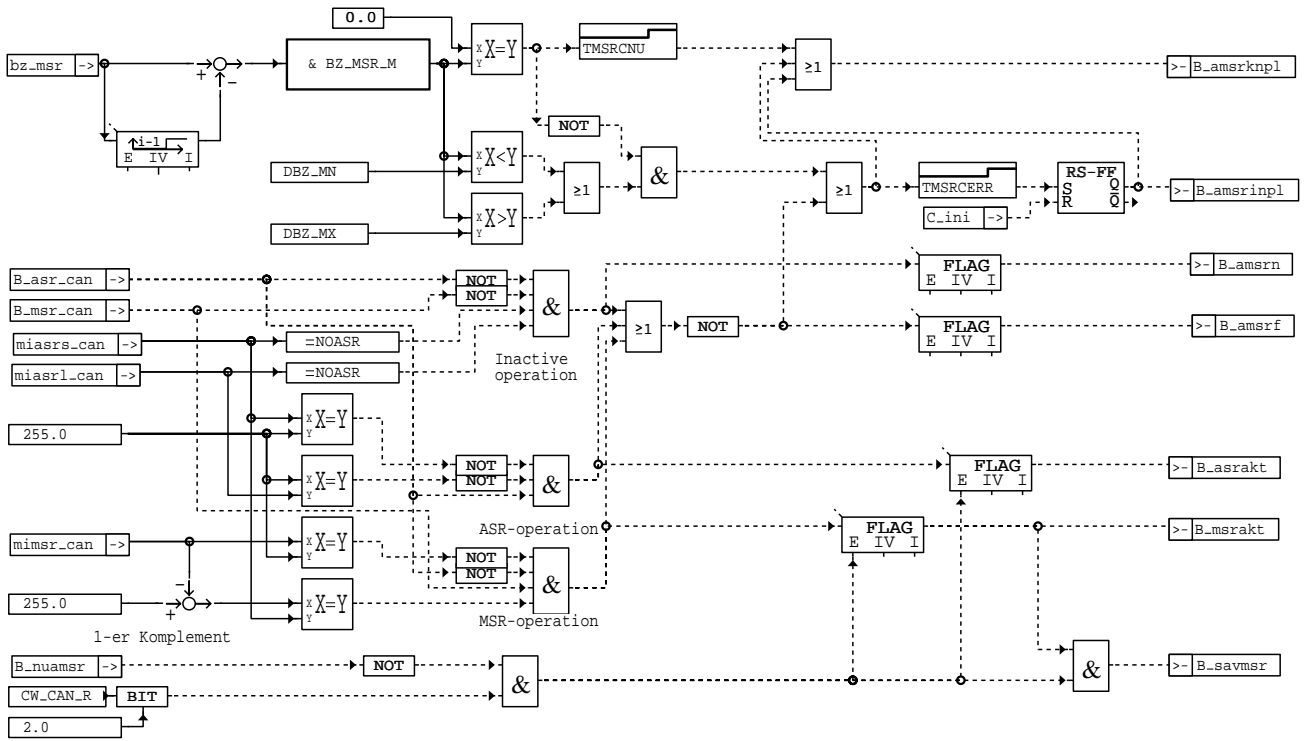 0.0
bz_msr ->
+ -
& BZ_MSR_M
X X=Y Y
TMSRCNU
≥1
>- B_amsrknpl
i-1
E IV I
NOT
X X<Y Y
DBZ_MN
≥1
&
≥1
TMSRCERR
RS-FF
S Q
R Q
>- B_amsrinpl
C_ini ->
X X>Y Y
DBZ_MX
B_asr_can ->
NOT
NOT
&
FLAG
E IV I
>- B_amsrn
B_msr_can ->
miasrs_can ->
=NOASR
≥1
NOT
FLAG
E IV I
>- B_amsrf
Inactive
operation
miasrl_can ->
=NOASR
X X=Y Y
255.0
NOT
NOT
&
FLAG
E IV I
>- B_asrakt
X X=Y Y
ASR-operation
mimsr_can ->
X X=Y Y
FLAG
E IV I
>- B_msrakt
NOT
NOT
&
- +
255.0
X X=Y Y
MSR-operation
1-er Komplement
B_nuamsr ->
NOT
&
&
>- B_savmsr
CW_CAN_R
BIT
2.0